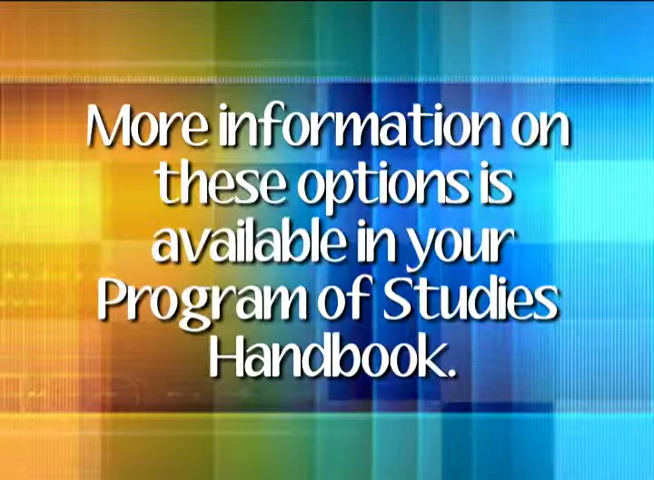 More information on
these options is
available in your
Program of Studies
Handbook.